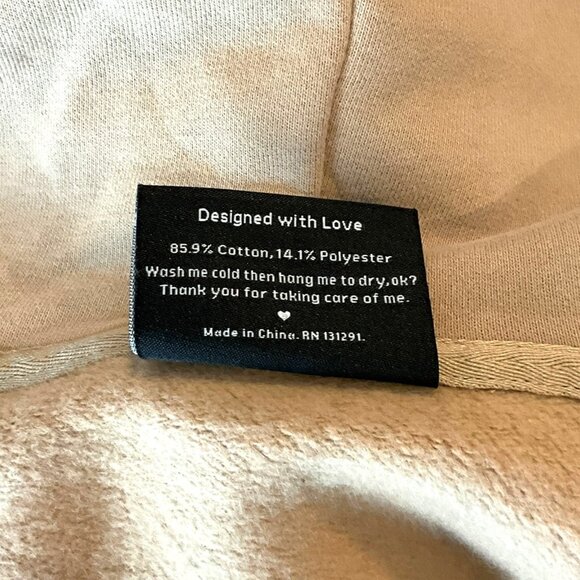 Designed with Love
85.9% Cotton, 14.1% Polyester
Wash me cold then hang me to dry, ok?
Thank you for taking care of me.
Made in China. RN 131291.